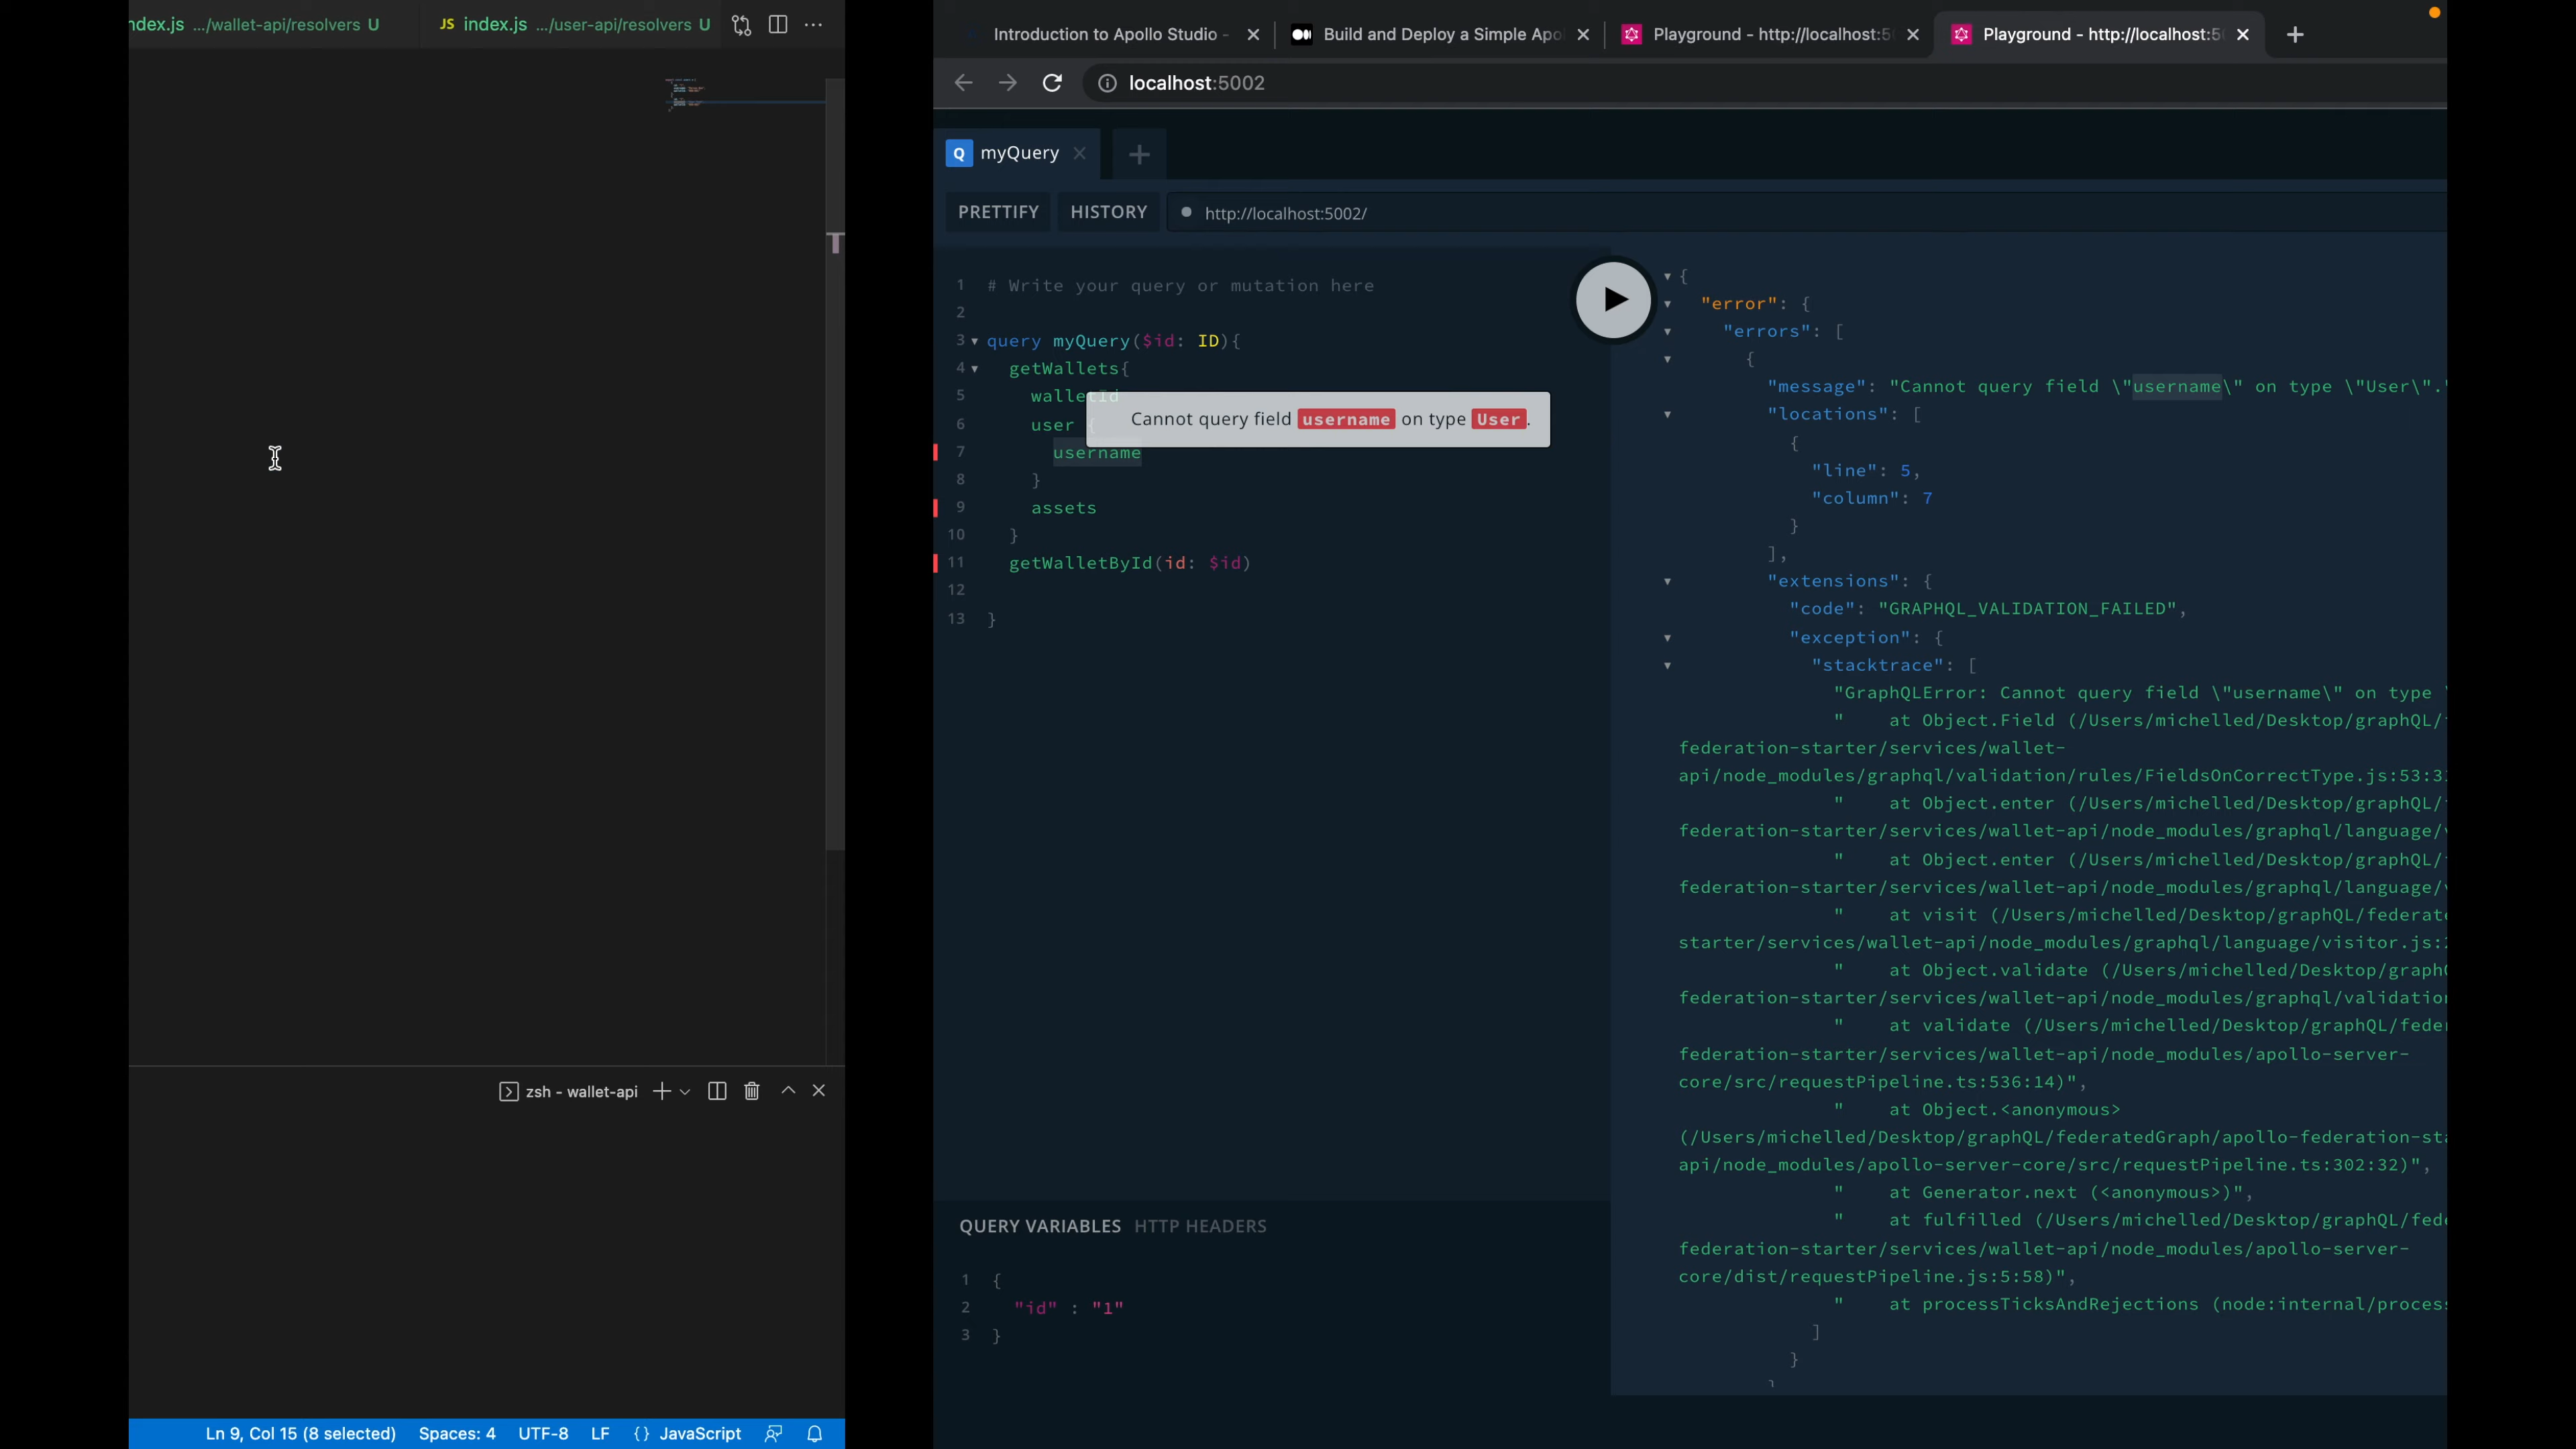 ndex.js .../wallet-api/resolvers U
JS index.js .../user-api/resolvers U
zsh - wallet-api
Ln 9, Col 15 (8 selected) Spaces: 4 UTF-8 LF {} JavaScript
Introduction to Apollo Studio -
Build and Deploy a Simple Apo
Playground - http://localhost:5
Playground - http://localhost:5
localhost:5002
Q myQuery
PRETTIFY HISTORY http://localhost:5002/
1 # Write your query or mutation here
2
3 query myQuery($id: ID){
4 getWallets{
5 walletId
6 user {
Cannot query field username on type User.
7 username
8 }
9 assets
10 }
11 getWalletById(id: $id)
12
13 }
QUERY VARIABLES HTTP HEADERS
1 {
2 "id" : "1"
3 }
{
"error": {
"errors": [
{
"message": "Cannot query field \"username\" on type \"User\"."
"locations": [
{
"line": 5,
"column": 7
}
],
"extensions": {
"code": "GRAPHQL_VALIDATION_FAILED",
"exception": {
"stacktrace": [
"GraphQLError: Cannot query field \"username\" on type \
" at Object.Field (/Users/michelled/Desktop/graphQL/
federation-starter/services/wallet-
api/node_modules/graphql/validation/rules/FieldsOnCorrectType.js:53:3
" at Object.enter (/Users/michelled/Desktop/graphQL/
federation-starter/services/wallet-api/node_modules/graphql/language/
" at Object.enter (/Users/michelled/Desktop/graphQL/
federation-starter/services/wallet-api/node_modules/graphql/language/
" at visit (/Users/michelled/Desktop/graphQL/federate
starter/services/wallet-api/node_modules/graphql/language/visitor.js:
" at Object.validate (/Users/michelled/Desktop/graphQ
federation-starter/services/wallet-api/node_modules/graphql/validation
" at validate (/Users/michelled/Desktop/graphQL/feder
federation-starter/services/wallet-api/node_modules/apollo-server-
core/src/requestPipeline.ts:536:14)",
" at Object.<anonymous>
(/Users/michelled/Desktop/graphQL/federatedGraph/apollo-federation-sta
api/node_modules/apollo-server-core/src/requestPipeline.ts:302:32)",
" at Generator.next (<anonymous>)",
" at fulfilled (/Users/michelled/Desktop/graphQL/fede
federation-starter/services/wallet-api/node_modules/apollo-server-
core/dist/requestPipeline.js:5:58)",
" at processTicksAndRejections (node:internal/process
]
}
}